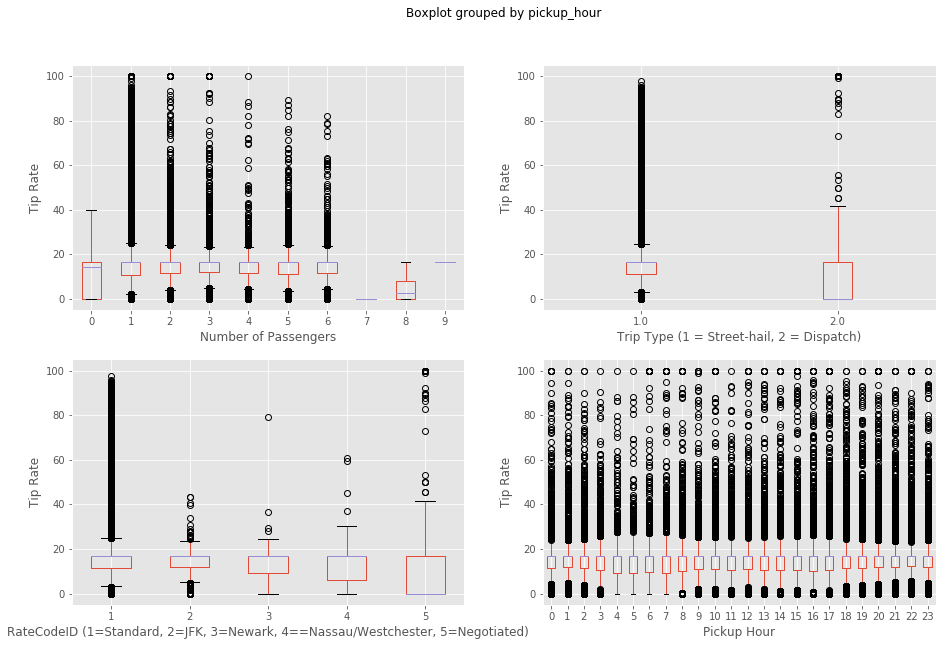 Boxplot grouped by pickup_hour
100
80
60
40
20
0
Tip Rate
0 1 2 3 4 5 6 7 8 9
Number of Passengers
100
80
60
40
20
0
Tip Rate
1.0 2.0
Trip Type (1 = Street-hail, 2 = Dispatch)
100
80
60
40
20
0
Tip Rate
1 2 3 4 5
RateCodeID (1=Standard, 2=JFK, 3=Newark, 4==Nassau/Westchester, 5=Negotiated)
100
80
60
40
20
0
Tip Rate
0 1 2 3 4 5 6 7 8 9 10 11 12 13 14 15 16 17 18 19 20 21 22 23
Pickup Hour